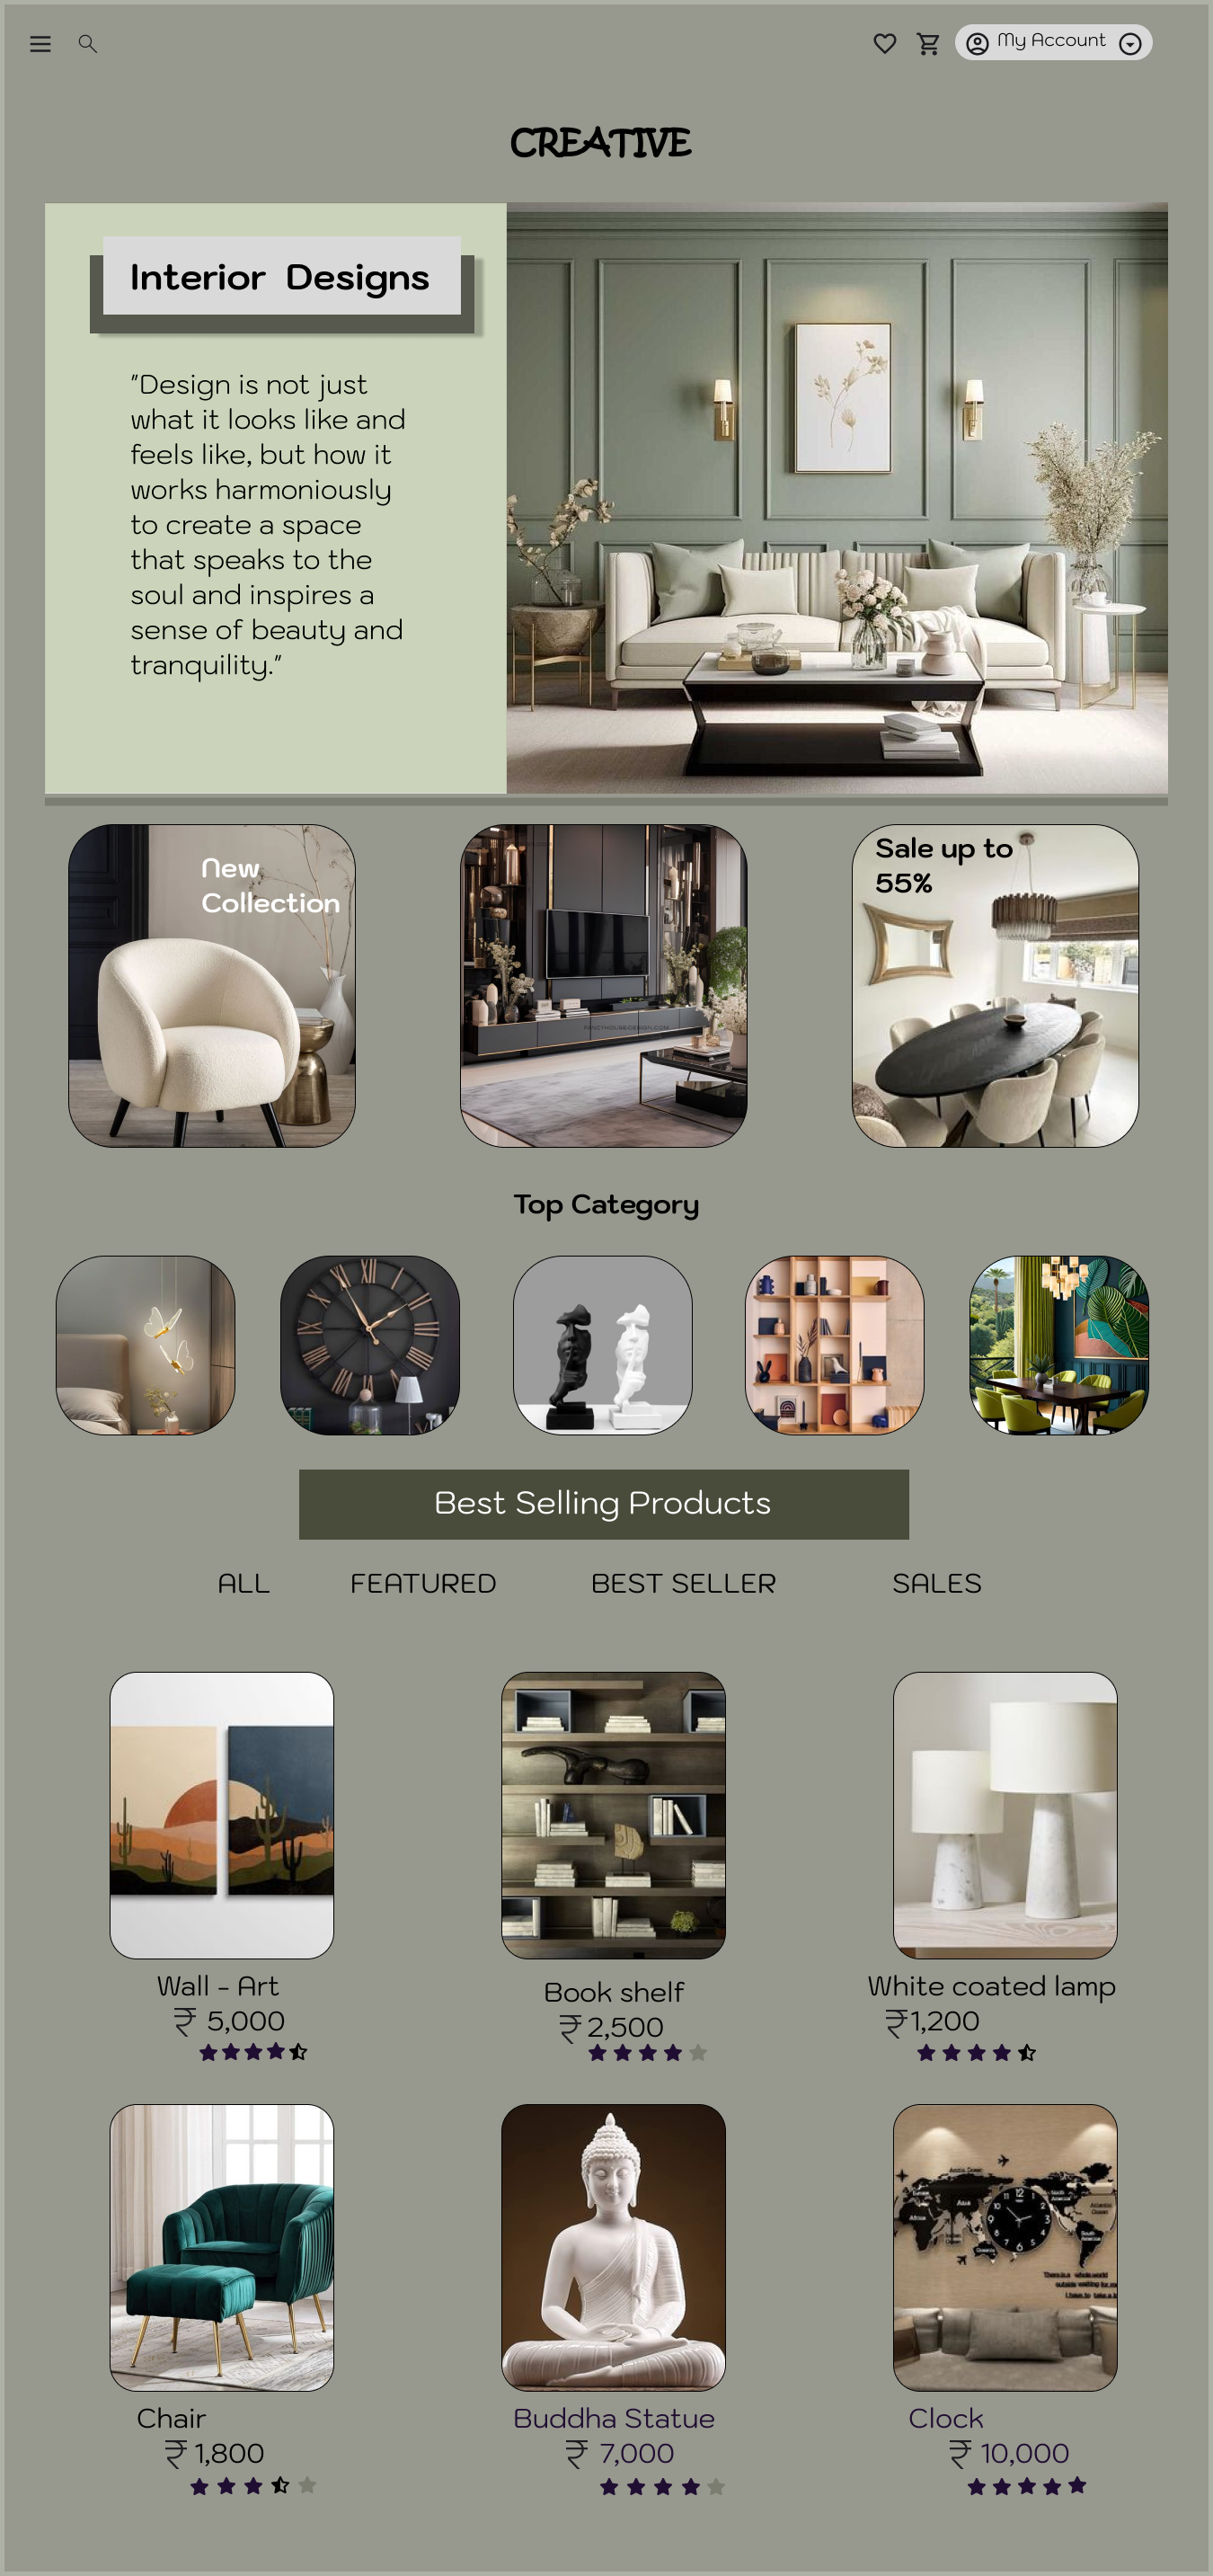 My Account
CREATIVE
Interior Designs
"Design is not just
what it looks like and
feels like, but how it
works harmoniously
to create a space
that speaks to the
soul and inspires a
sense of beauty and
tranquility."
New
Collection
Sale up to
55%
Top Category
Best Selling Products
ALL FEATURED BEST SELLER SALES
Wall - Art
₹ 5,000
Book shelf
₹ 2,500
White coated lamp
₹ 1,200
Chair
₹ 1,800
Buddha Statue
₹ 7,000
Clock
₹ 10,000